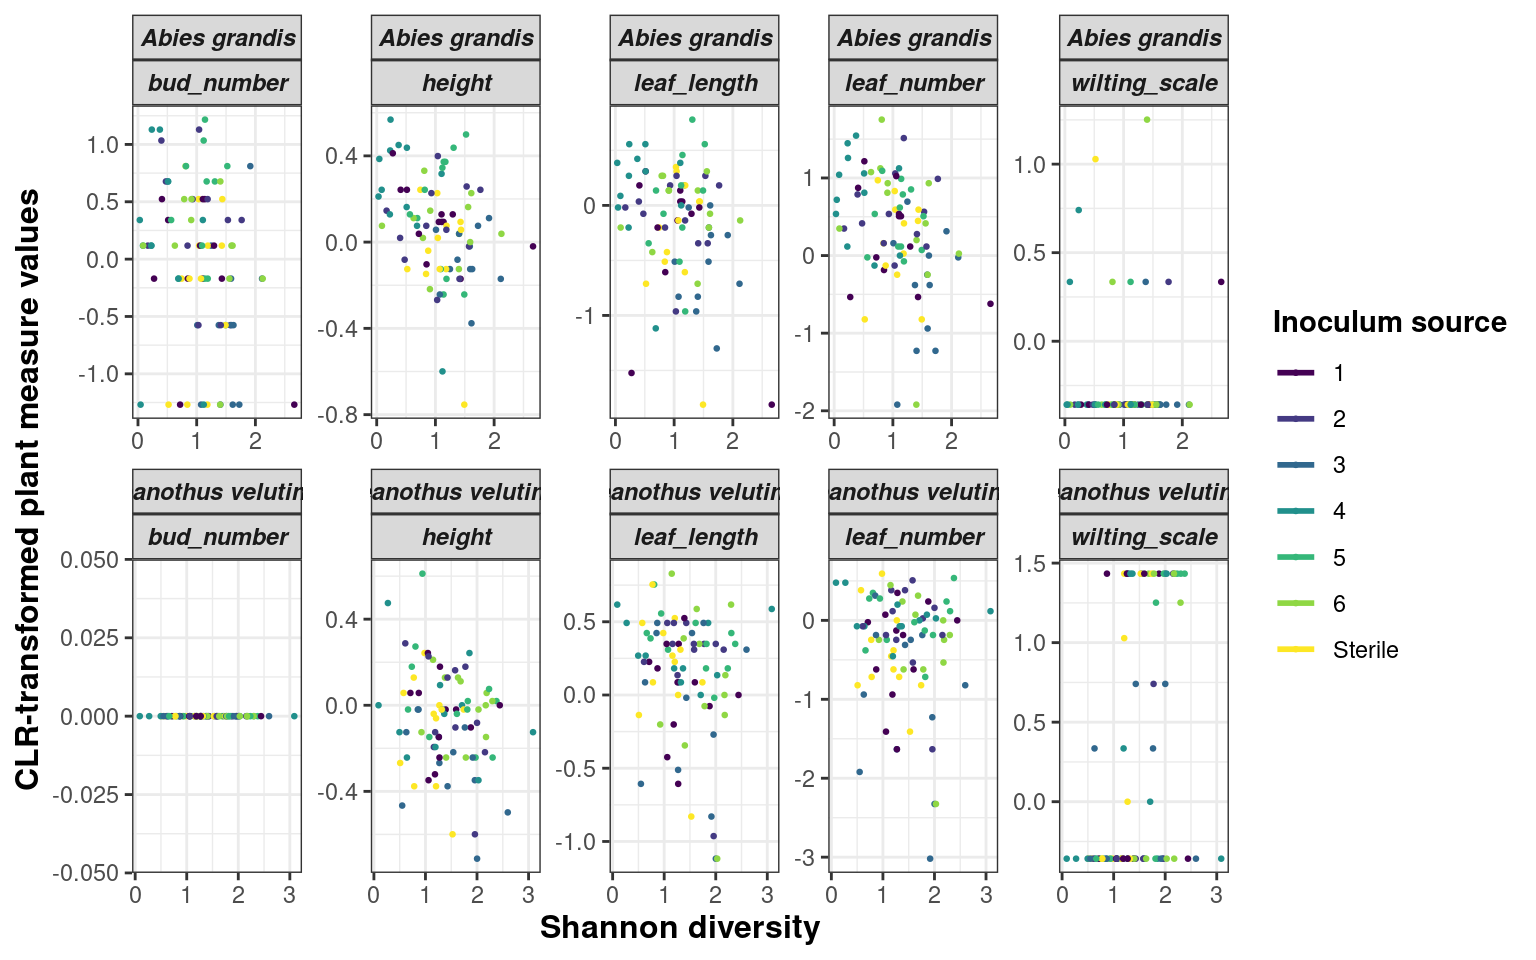 Abies grandis Abies grandis Abies grandis Abies grandis Abies grandis
bud_number height leaf_length leaf_number wilting_scale
1.0
0.5
0.0
-0.5
-1.0
0 1 2
0.4
0.0
-0.4
-0.8
0 1 2
0
-1
0 1 2
1
0
-1
-2
0 1 2
1.0
0.5
0.0
0 1 2
anothus velutin anothus velutin anothus velutin anothus velutin anothus velutin
bud_number height leaf_length leaf_number wilting_scale
0.050
0.025
0.000
-0.025
-0.050
0 1 2 3
0.4
0.0
-0.4
0 1 2 3
0.5
0.0
-0.5
-1.0
0 1 2 3
0
-1
-2
-3
0 1 2 3
1.5
1.0
0.5
0.0
0 1 2 3
CLR-transformed plant measure values
Shannon diversity
Inoculum source
1
2
3
4
5
6
Sterile